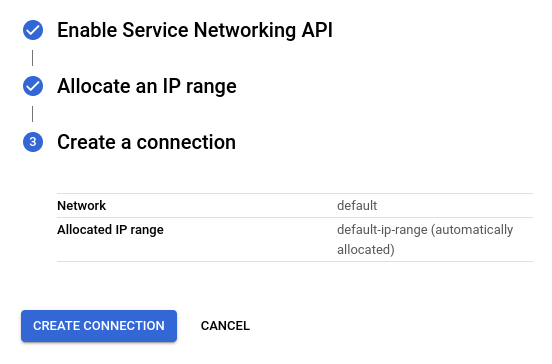 Enable Service Networking API
Allocate an IP range
3 Create a connection
Network default
Allocated IP range default-ip-range (automatically
allocated)
CREATE CONNECTION CANCEL